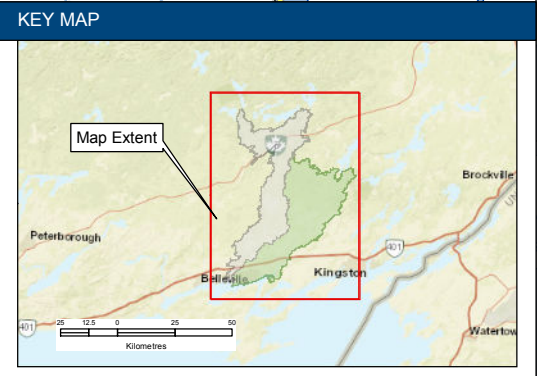 KEY MAP
Map Extent
Brockville
Peterborough
401
Belleville
Kingston
401
Watertow
25 12.5 0 25 50
Kilometres